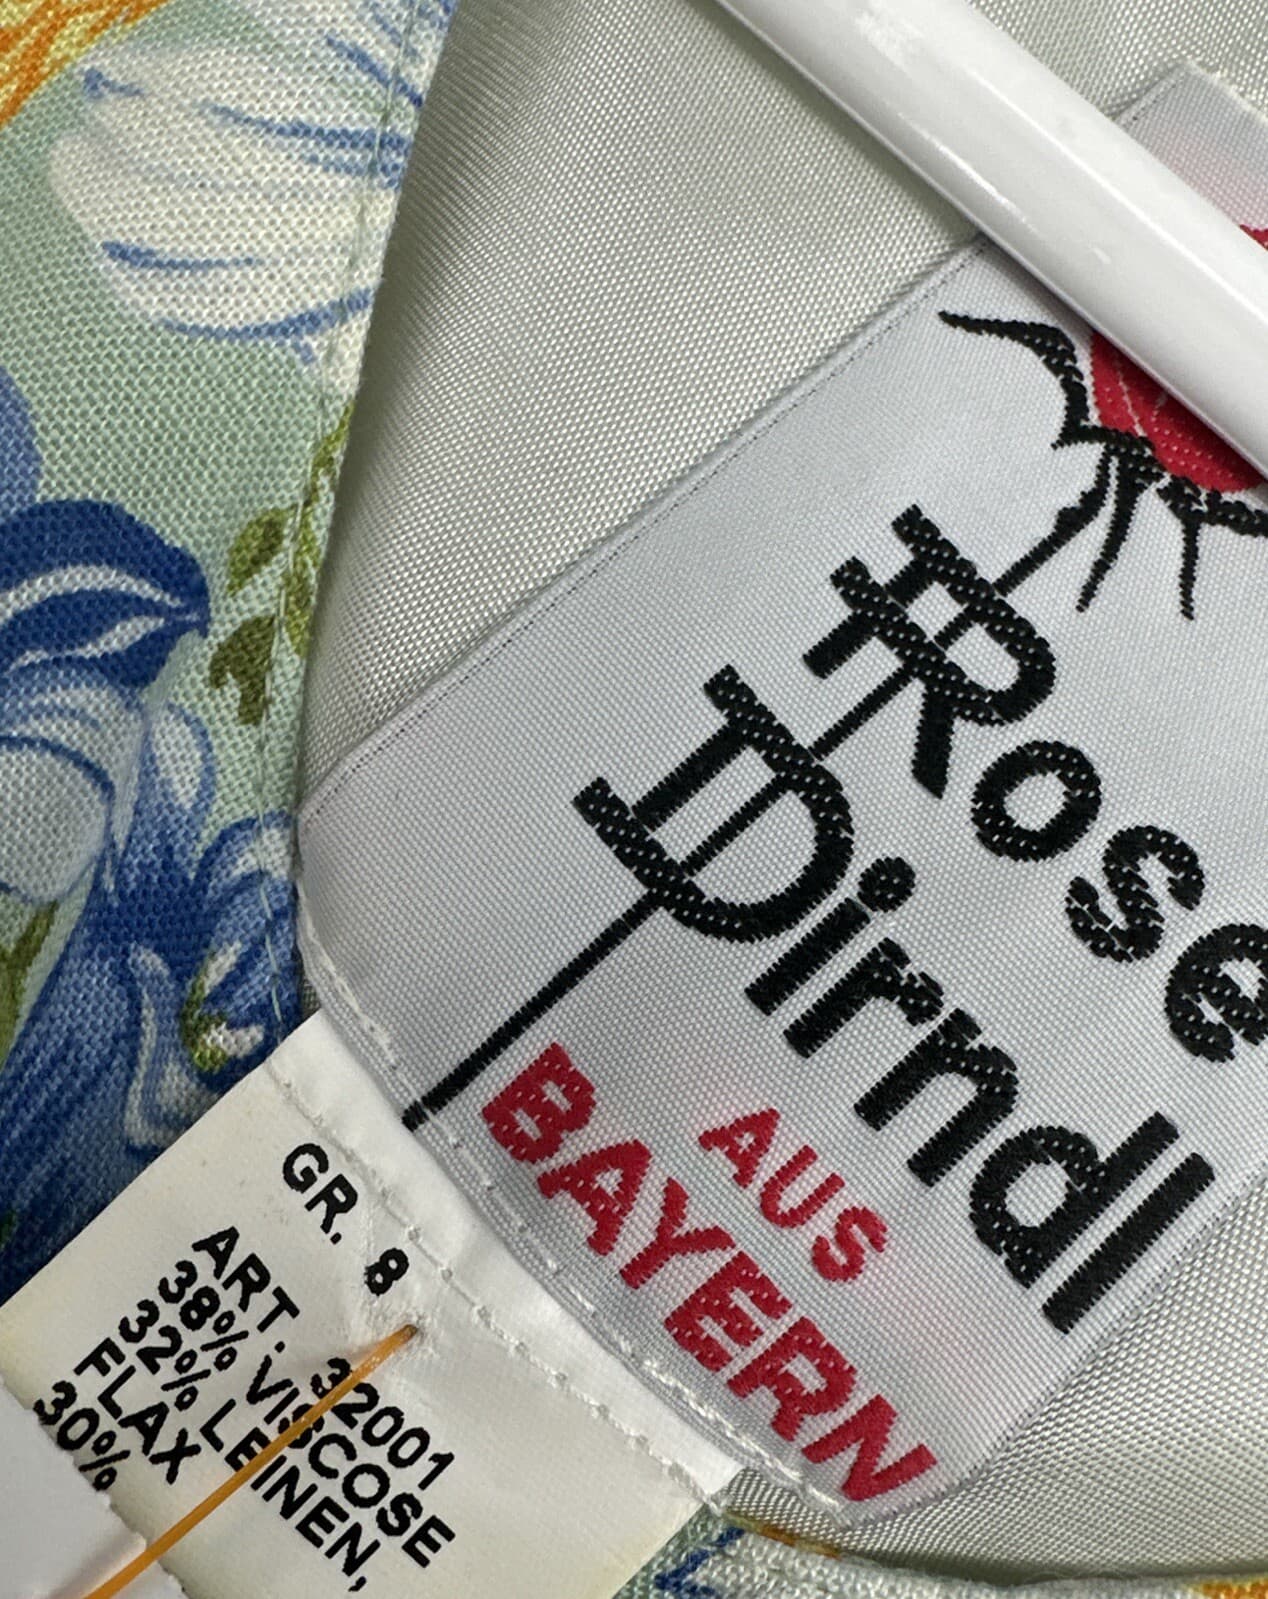 Rose
Dirndl
AUS
BAYERN
GR. 8
ART. 32001
38% VISCOSE
32% LEINEN,
FLAX
30%